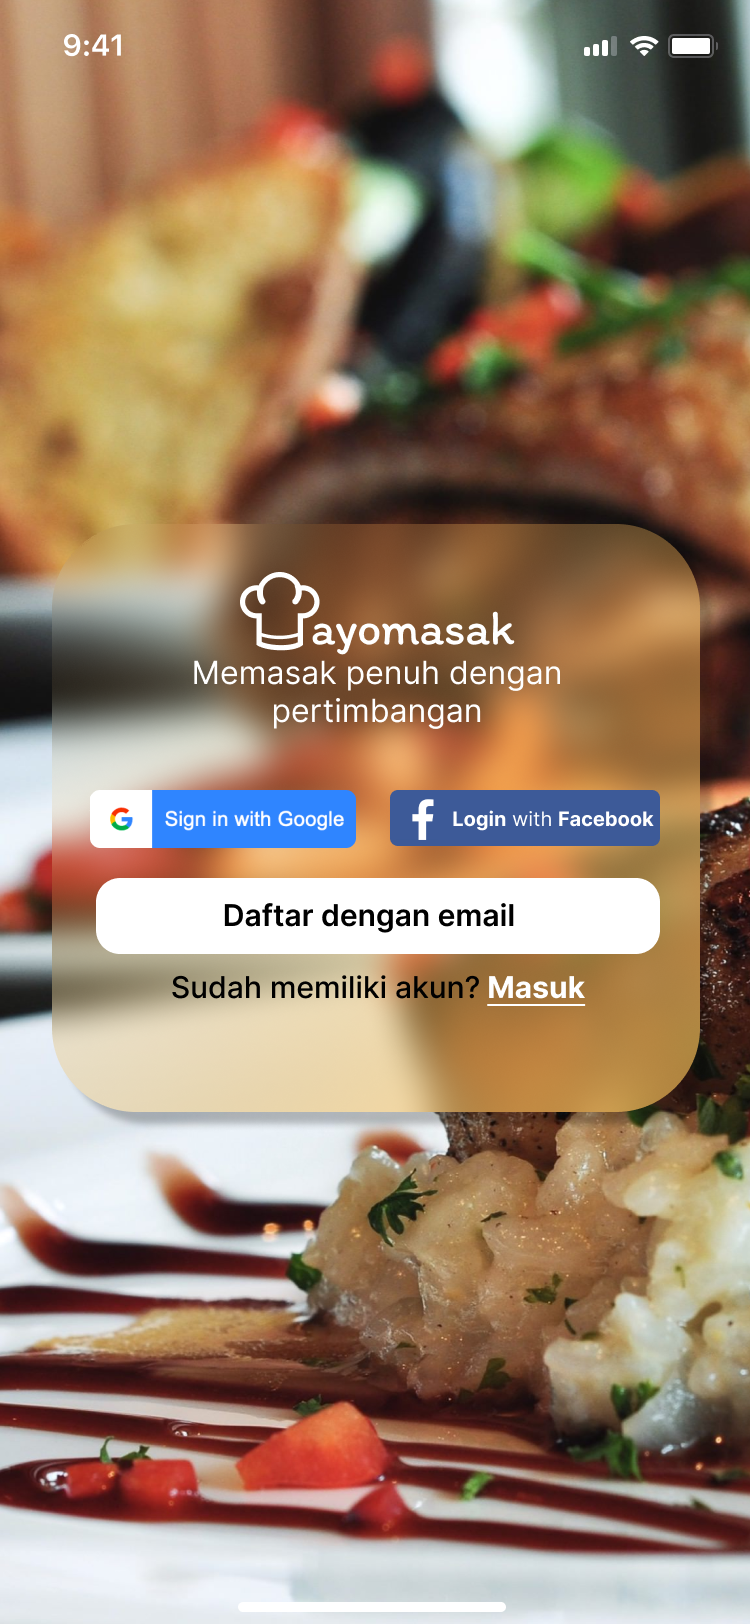 9:41
ayomasak
Memasak penuh dengan
pertimbangan
Sign in with Google
Login with Facebook
Daftar dengan email
Sudah memiliki akun? Masuk